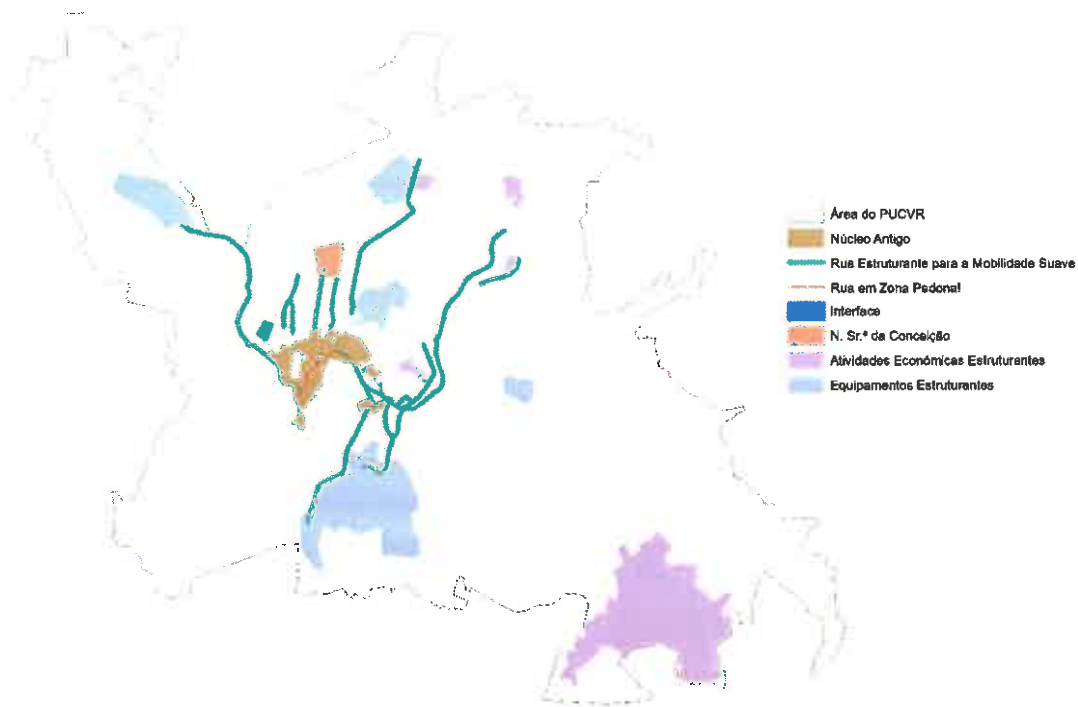 Área do PUCVR
Núcleo Antigo
Rua Estruturante para a Mobilidade Suave
Rua em Zona Pedonal
Interface
N. Sr.ª da Conceição
Atividades Económicas Estruturantes
Equipamentos Estruturantes